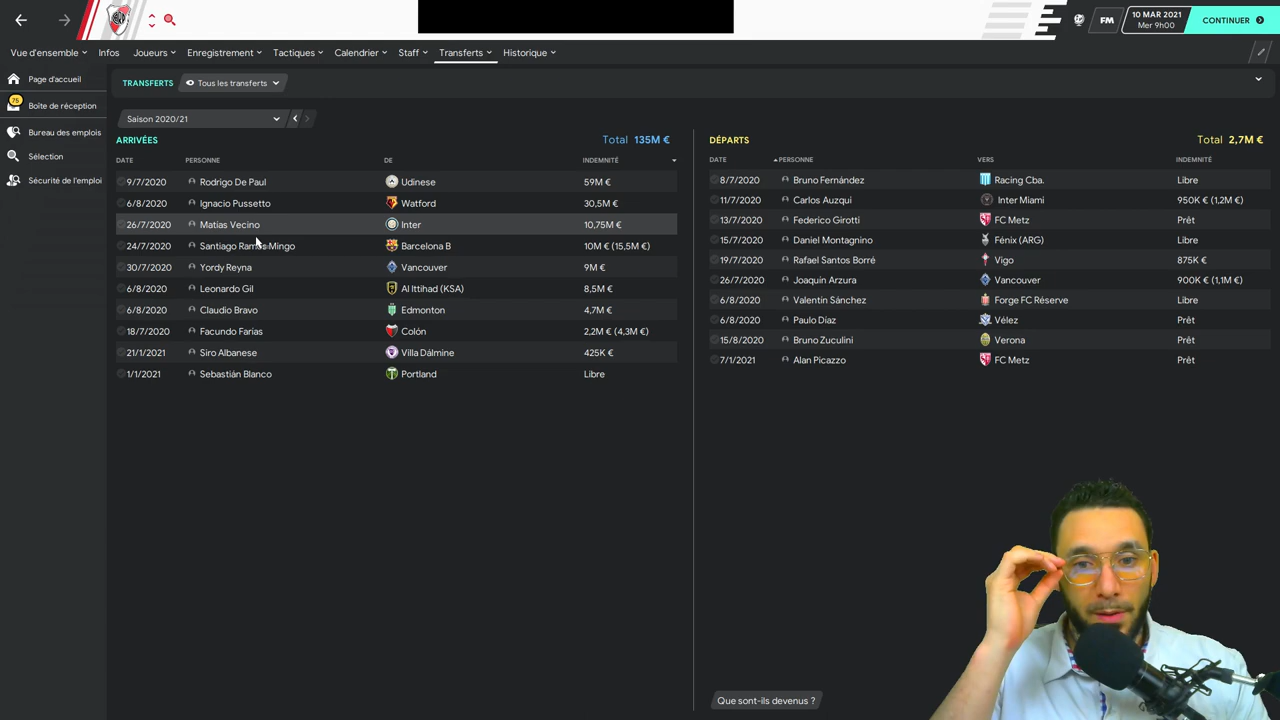 10 MAR 2021
Mer 9h00
CONTINUER
FM
Vue d'ensemble
Infos
Joueurs
Enregistrement
Tactiques
Calendrier
Staff
Transferts
Historique
Page d'accueil
75
Boîte de réception
Bureau des emplois
Sélection
Sécurité de l'emploi
TRANSFERTS
Tous les transferts
Saison 2020/21
ARRIVÉES
Total 135M €
DATE PERSONNE DE INDEMNITÉ
9/7/2020 Rodrigo De Paul Udinese 59M €
6/8/2020 Ignacio Pussetto Watford 30,5M €
26/7/2020 Matías Vecino Inter 10,75M €
24/7/2020 Santiago Ramos Mingo Barcelona B 10M € (15,5M €)
30/7/2020 Yordy Reyna Vancouver 9M €
6/8/2020 Leonardo Gil Al Ittihad (KSA) 8,5M €
6/8/2020 Claudio Bravo Edmonton 4,7M €
18/7/2020 Facundo Farías Colón 2,2M € (4,3M €)
21/1/2021 Siro Albanese Villa Dálmine 425K €
1/1/2021 Sebastián Blanco Portland Libre
DÉPARTS
Total 2,7M €
DATE PERSONNE VERS INDEMNITÉ
8/7/2020 Bruno Fernández Racing Cba. Libre
11/7/2020 Carlos Auzqui Inter Miami 950K € (1,2M €)
13/7/2020 Federico Girotti FC Metz Prêt
15/7/2020 Daniel Montagnino Fénix (ARG) Libre
19/7/2020 Rafael Santos Borré Vigo 875K €
26/7/2020 Joaquín Arzura Vancouver 900K € (1,1M €)
6/8/2020 Valentín Sánchez Forge FC Réserve Libre
6/8/2020 Paulo Díaz Vélez Prêt
15/8/2020 Bruno Zuculini Verona Prêt
7/1/2021 Alan Picazzo FC Metz Prêt
Que sont-ils devenus ?